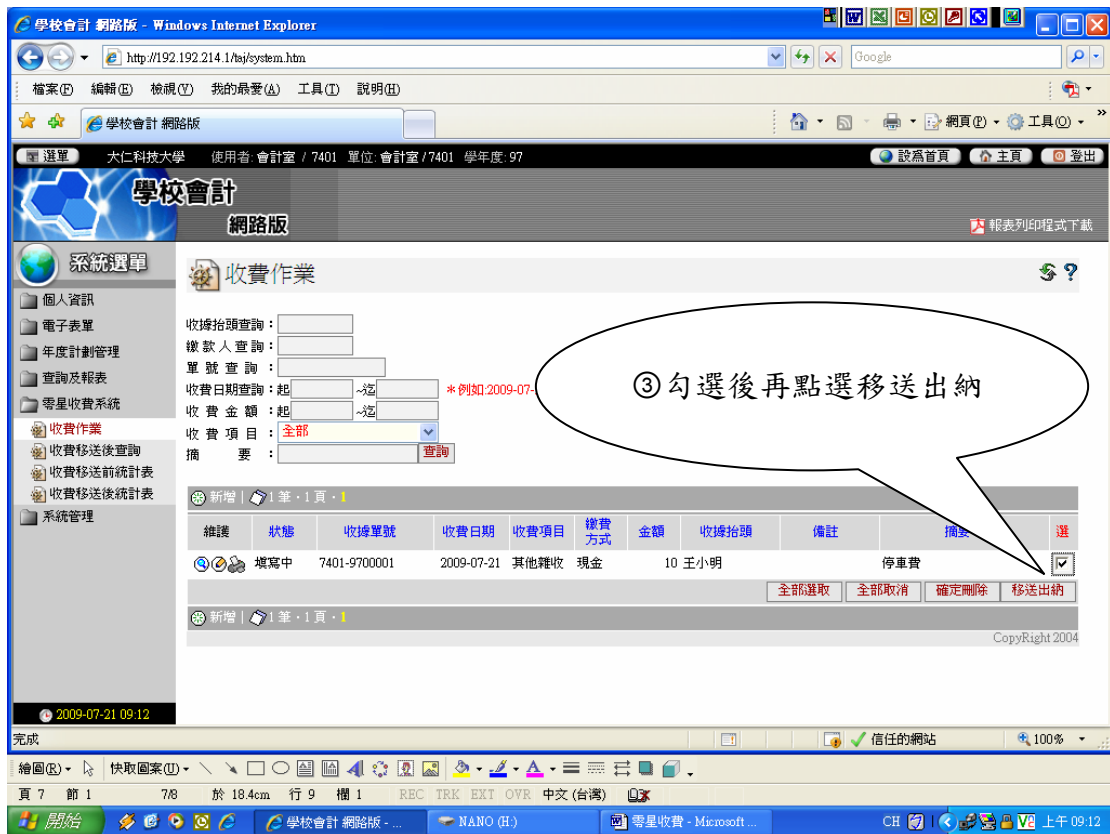 學校會計 網路版 - Windows Internet Explorer
http://192.192.214.1/taj/system.htm
Google
檔案(F) 編輯(E) 檢視(V) 我的最愛(A) 工具(T) 說明(H)
學校會計 網路版
網頁(P) 工具(O)
選單 大仁科技大學 使用者: 會計室 / 7401 單位: 會計室 / 7401 學年度: 97 設為首頁 主頁 登出
學校會計
網路版
報表列印程式下載
系統選單
個人資訊
電子表單
年度計劃管理
查詢及報表
零星收費系統
收費作業
收費移送後查詢
收費移送前統計表
收費移送後統計表
系統管理
2009-07-21 09:12
收費作業
收據抬頭查詢：
繳款人查詢：
單號查詢：
收費日期查詢：起 ~迄 ＊例如:2009-07-
收費金額：起 ~迄
收費項目：全部
摘要： 查詢
③勾選後再點選移送出納
新增 | 1 筆・1 頁・1
維護 狀態 收據單號 收費日期 收費項目 繳費方式 金額 收據抬頭 備註 摘要 選
填寫中 7401-9700001 2009-07-21 其他雜收 現金 10 王小明 停車費
全部選取 全部取消 確定刪除 移送出納
新增 | 1 筆・1 頁・1
CopyRight 2004
完成 信任的網站 100%
繪圖(R) 快取圖案(U)
頁 7 節 1 7/8 於 18.4cm 行 9 欄 1 REC TRK EXT OVR 中文 (台灣)
開始 學校會計 網路版 - ... NANO (H:) 零星收費 - Microsoft ... CH 上午 09:12